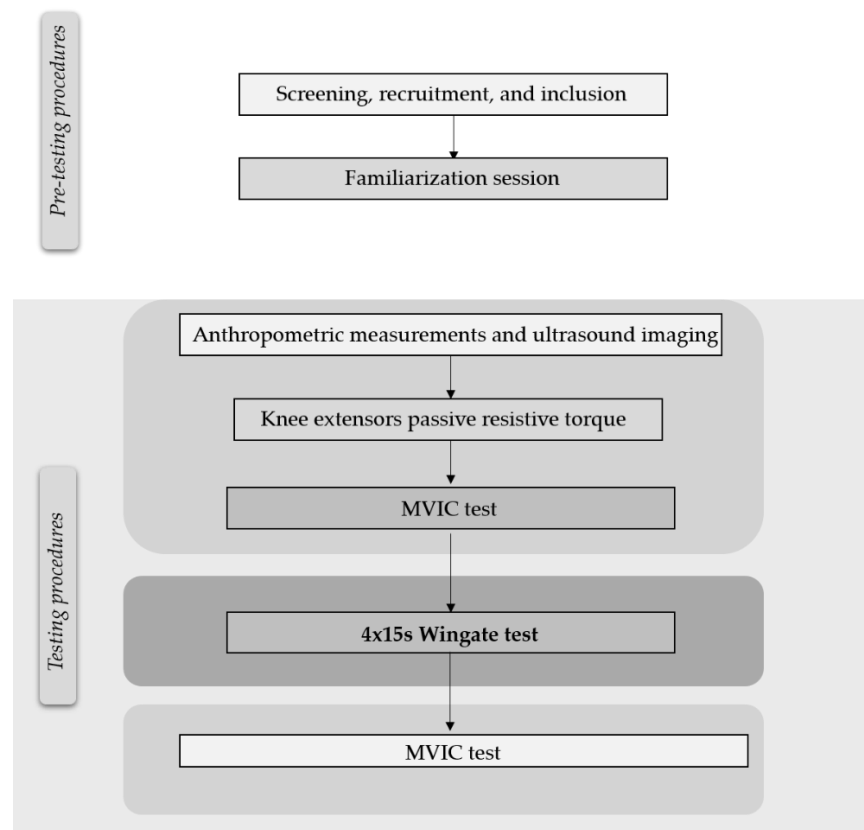 Pre-testing procedures
Screening, recruitment, and inclusion
Familiarization session
Testing procedures
Anthropometric measurements and ultrasound imaging
Knee extensors passive resistive torque
MVIC test
4x15s Wingate test
MVIC test